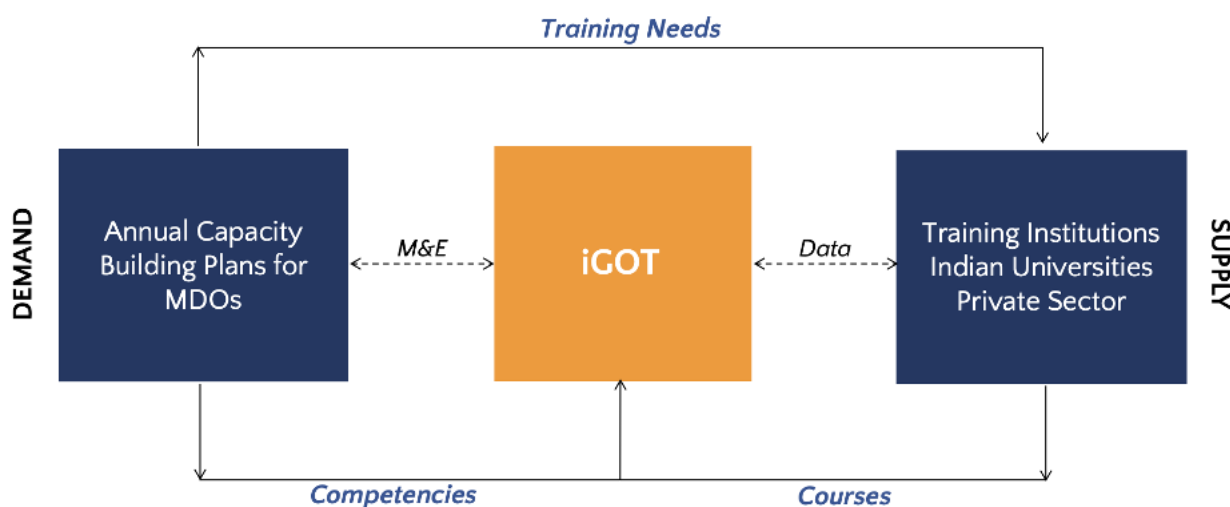 Training Needs
DEMAND
Annual Capacity
Building Plans for
MDOs
M&E
iGOT
Data
Training Institutions
Indian Universities
Private Sector
SUPPLY
Competencies
Courses